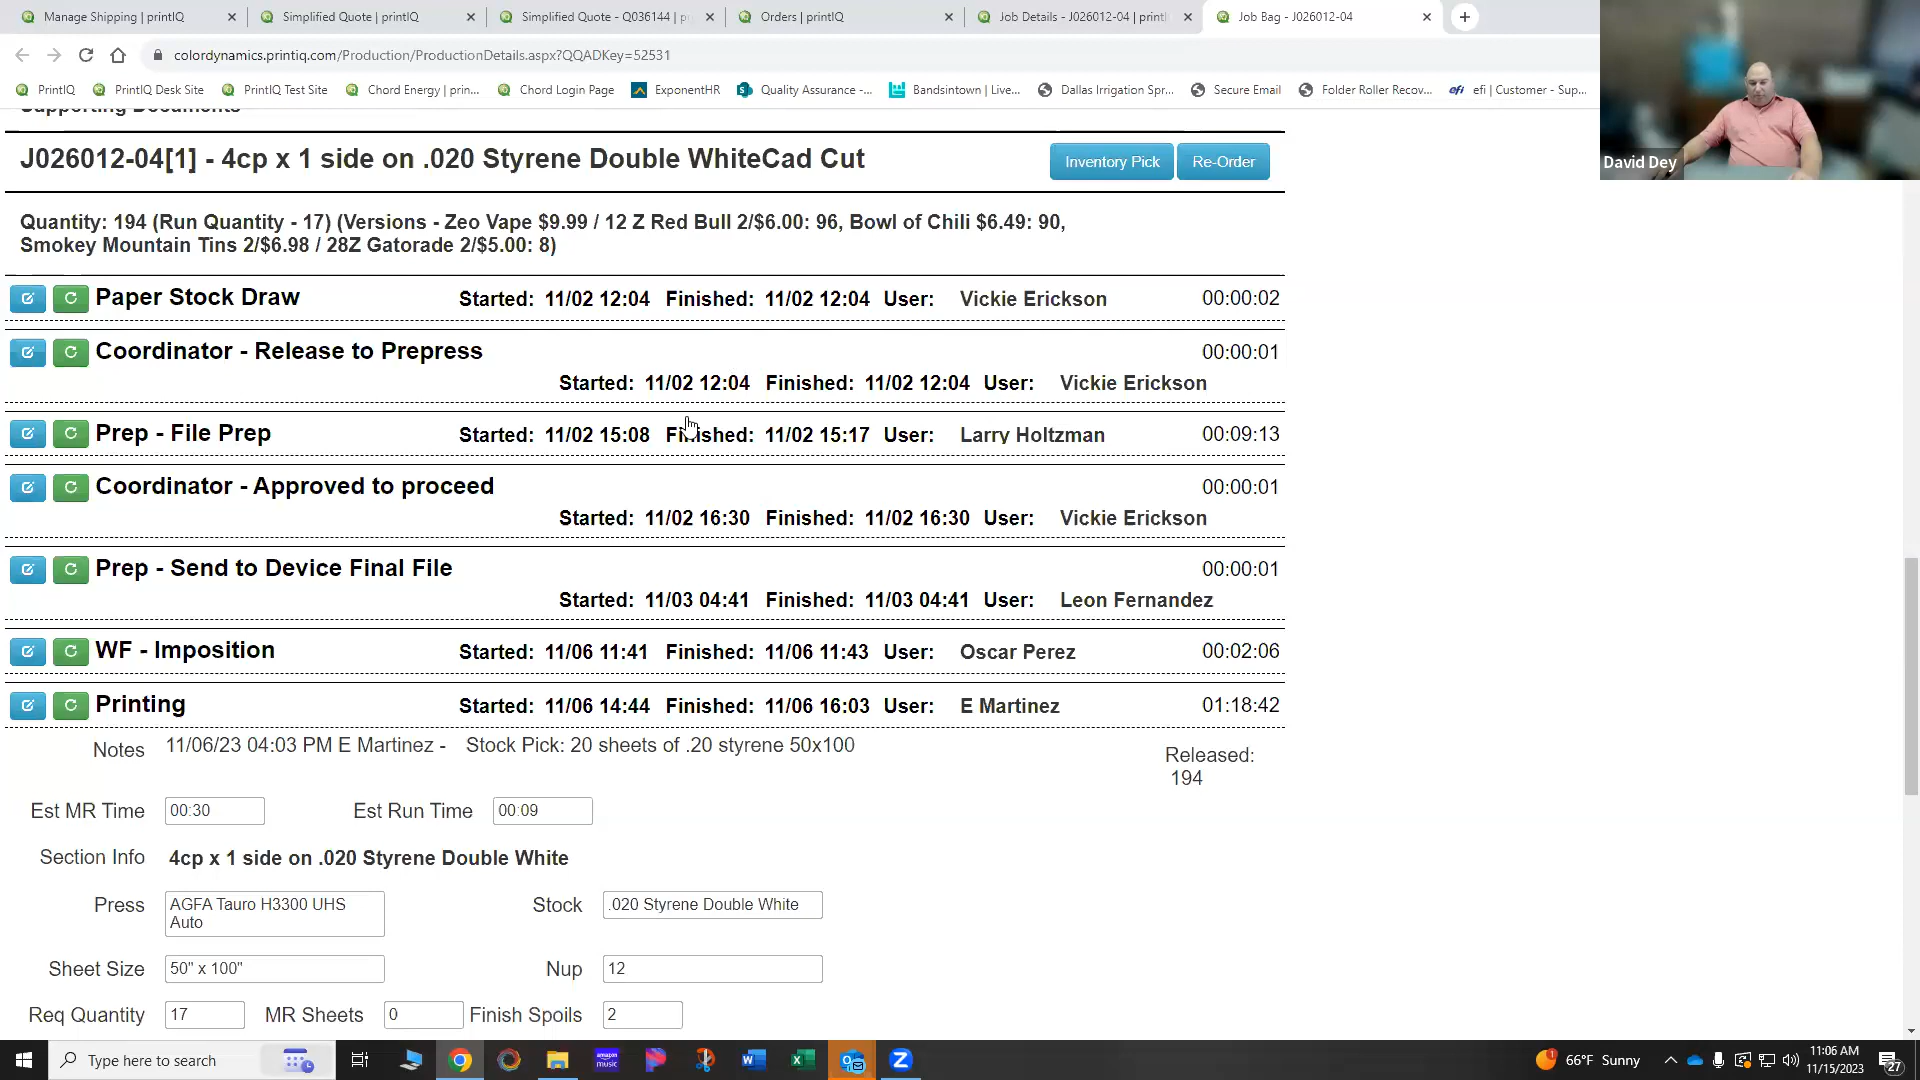 Manage Shipping | printIQ
Simplified Quote | printIQ
Simplified Quote - Q036144 | p
Orders | printIQ
Job Details - J026012-04 | print
Job Bag - J026012-04
colordynamics.printiq.com/Production/ProductionDetails.aspx?QQADKey=52531
PrintIQ
PrintIQ Desk Site
PrintIQ Test Site
Chord Energy | prin...
Chord Login Page
ExponentHR
Quality Assurance -...
Bandsintown | Live...
Dallas Irrigation Spr...
Secure Email
Folder Roller Recov...
efi | Customer - Sup...
David Dey
Supporting Documents
J026012-04[1] - 4cp x 1 side on .020 Styrene Double WhiteCad Cut
Inventory Pick
Re-Order
Quantity: 194 (Run Quantity - 17) (Versions - Zeo Vape $9.99 / 12 Z Red Bull 2/$6.00: 96, Bowl of Chili $6.49: 90,
Smokey Mountain Tins 2/$6.98 / 28Z Gatorade 2/$5.00: 8)
Paper Stock Draw Started: 11/02 12:04 Finished: 11/02 12:04 User: Vickie Erickson 00:00:02
Coordinator - Release to Prepress 00:00:01
Started: 11/02 12:04 Finished: 11/02 12:04 User: Vickie Erickson
Prep - File Prep Started: 11/02 15:08 Finished: 11/02 15:17 User: Larry Holtzman 00:09:13
Coordinator - Approved to proceed 00:00:01
Started: 11/02 16:30 Finished: 11/02 16:30 User: Vickie Erickson
Prep - Send to Device Final File 00:00:01
Started: 11/03 04:41 Finished: 11/03 04:41 User: Leon Fernandez
WF - Imposition Started: 11/06 11:41 Finished: 11/06 11:43 User: Oscar Perez 00:02:06
Printing Started: 11/06 14:44 Finished: 11/06 16:03 User: E Martinez 01:18:42
Notes 11/06/23 04:03 PM E Martinez - Stock Pick: 20 sheets of .20 styrene 50x100
Released:
194
Est MR Time 00:30 Est Run Time 00:09
Section Info 4cp x 1 side on .020 Styrene Double White
Press AGFA Tauro H3300 UHS
Auto
Stock .020 Styrene Double White
Sheet Size 50" x 100" Nup 12
Req Quantity 17 MR Sheets 0 Finish Spoils 2
Type here to search
amazon
music
66°F Sunny
11:06 AM
11/15/2023
27